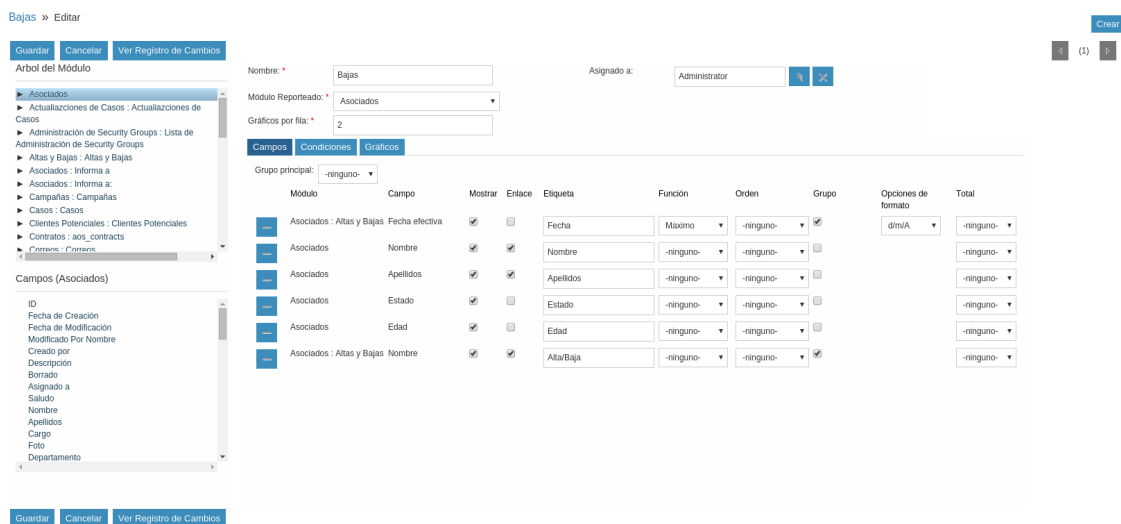 Bajas » Editar
Crear
Guardar Cancelar Ver Registro de Cambios
(1)
Arbol del Módulo
Asociados
Actualiazciones de Casos : Actualiazciones de
Casos
Administración de Security Groups : Lista de
Administración de Security Groups
Altas y Bajas : Altas y Bajas
Asociados : Informa a
Asociados : Informa a:
Campañas : Campañas
Casos : Casos
Clientes Potenciales : Clientes Potenciales
Contratos : aos_contracts
Correos : Correos
Campos (Asociados)
ID
Fecha de Creación
Fecha de Modificación
Modificado Por Nombre
Creado por
Descripción
Borrado
Asignado a
Saludo
Nombre
Apellidos
Cargo
Foto
Departamento
Nombre: * Bajas Asignado a: Administrator
Módulo Reporteado: * Asociados
Gráficos por fila: * 2
Campos Condiciones Gráficos
Grupo principal: -ninguno-
Módulo Campo Mostrar Enlace Etiqueta Función Orden Grupo Opciones de formato Total
Asociados : Altas y Bajas Fecha efectiva Fecha Maximo -ninguno- d/m/A -ninguno-
Asociados Nombre Nombre -ninguno- -ninguno- -ninguno-
Asociados Apellidos Apellidos -ninguno- -ninguno- -ninguno-
Asociados Estado Estado -ninguno- -ninguno- -ninguno-
Asociados Edad Edad -ninguno- -ninguno- -ninguno-
Asociados : Altas y Bajas Nombre Alta/Baja -ninguno- -ninguno- -ninguno-
Guardar Cancelar Ver Registro de Cambios